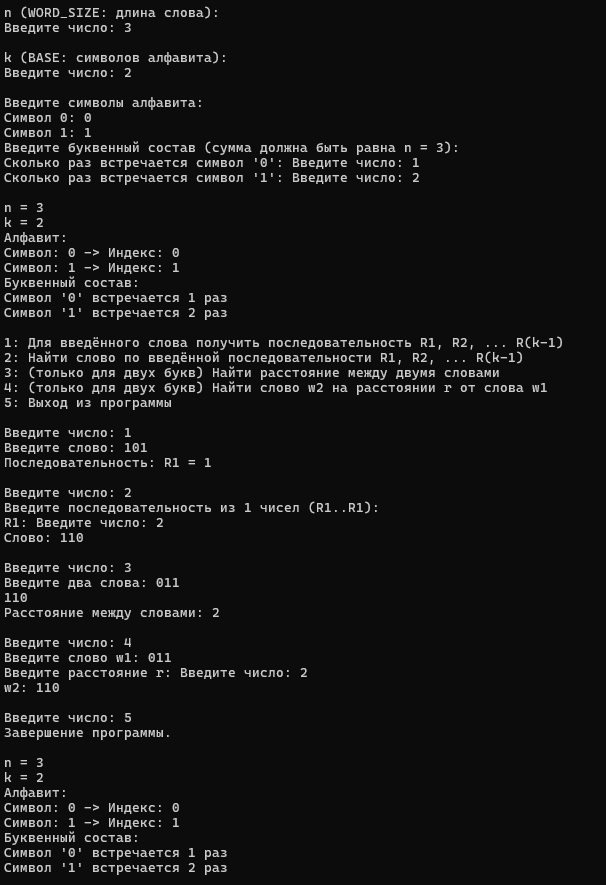 n (WORD_SIZE: длина слова):
Введите число: 3
k (BASE: символов алфавита):
Введите число: 2
Введите символы алфавита:
Символ 0: 0
Символ 1: 1
Введите буквенный состав (сумма должна быть равна n = 3):
Сколько раз встречается символ '0': Введите число: 1
Сколько раз встречается символ '1': Введите число: 2
n = 3
k = 2
Алфавит:
Символ: 0 -> Индекс: 0
Символ: 1 -> Индекс: 1
Буквенный состав:
Символ '0' встречается 1 раз
Символ '1' встречается 2 раз
1: Для введённого слова получить последовательность R1, R2, ... R(k-1)
2: Найти слово по введённой последовательности R1, R2, ... R(k-1)
3: (только для двух букв) Найти расстояние между двумя словами
4: (только для двух букв) Найти слово w2 на расстоянии r от слова w1
5: Выход из программы
Введите число: 1
Введите слово: 101
Последовательность: R1 = 1
Введите число: 2
Введите последовательность из 1 чисел (R1..R1):
R1: Введите число: 2
Слово: 110
Введите число: 3
Введите два слова: 011
110
Расстояние между словами: 2
Введите число: 4
Введите слово w1: 011
Введите расстояние r: Введите число: 2
w2: 110
Введите число: 5
Завершение программы.
n = 3
k = 2
Алфавит:
Символ: 0 -> Индекс: 0
Символ: 1 -> Индекс: 1
Буквенный состав:
Символ '0' встречается 1 раз
Символ '1' встречается 2 раз